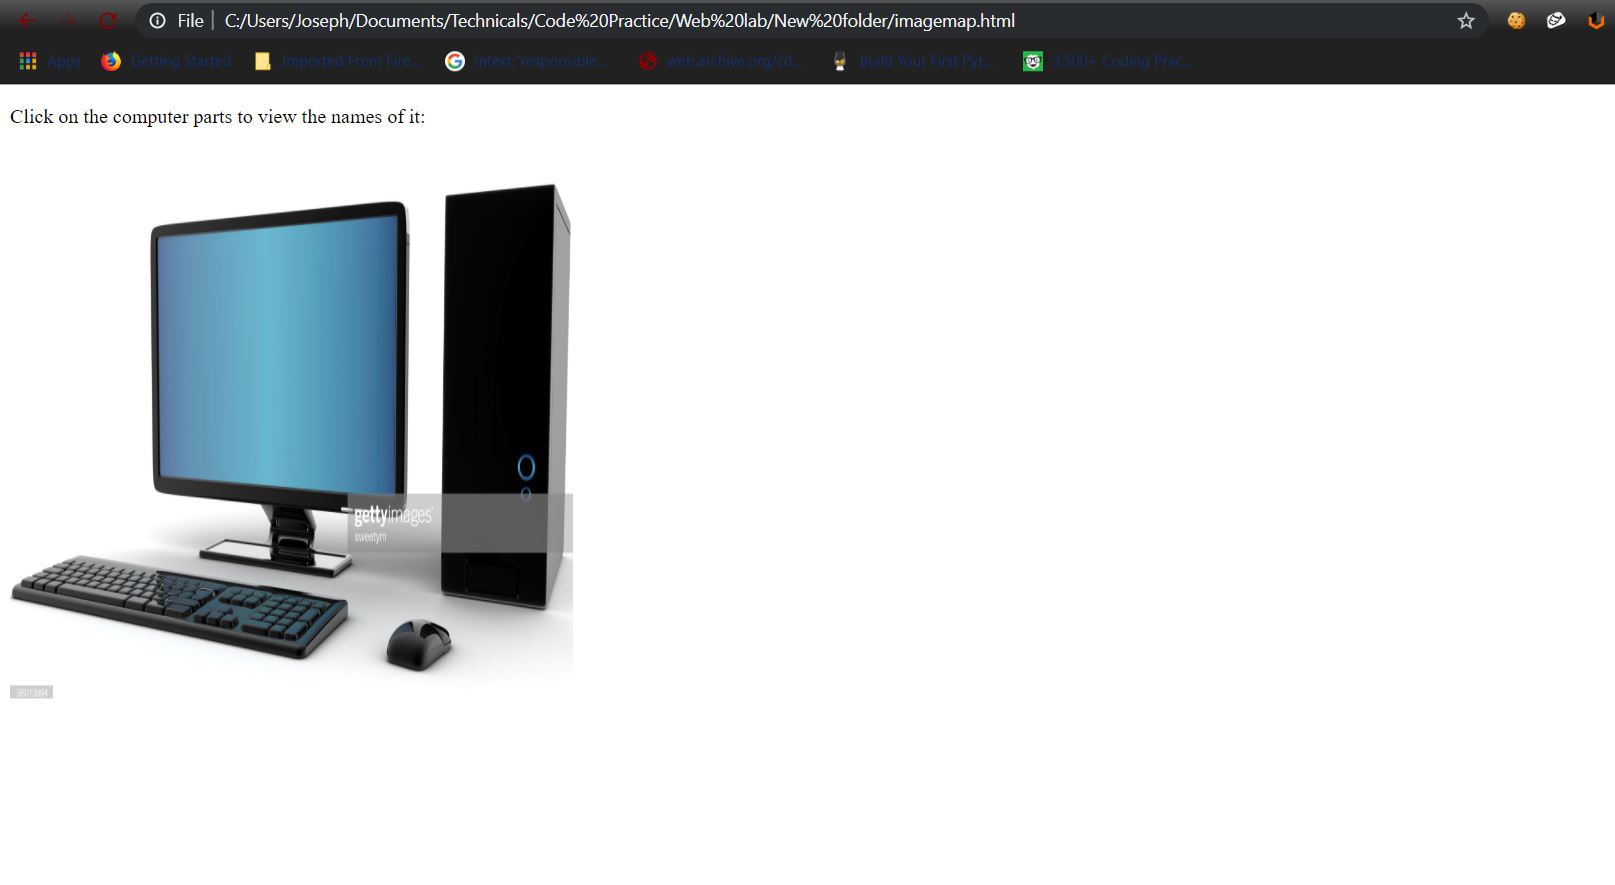 File | C:/Users/Joseph/Documents/Technicals/Code%20Practice/Web%20lab/New%20folder/imagemap.html
Apps Getting Started Imported From Fire... intext:"responsible... web.archive.org/cd... Build Your First Pyt... 3,500+ Coding Prac...
Click on the computer parts to view the names of it:
gettyimages
sweetym
98013994